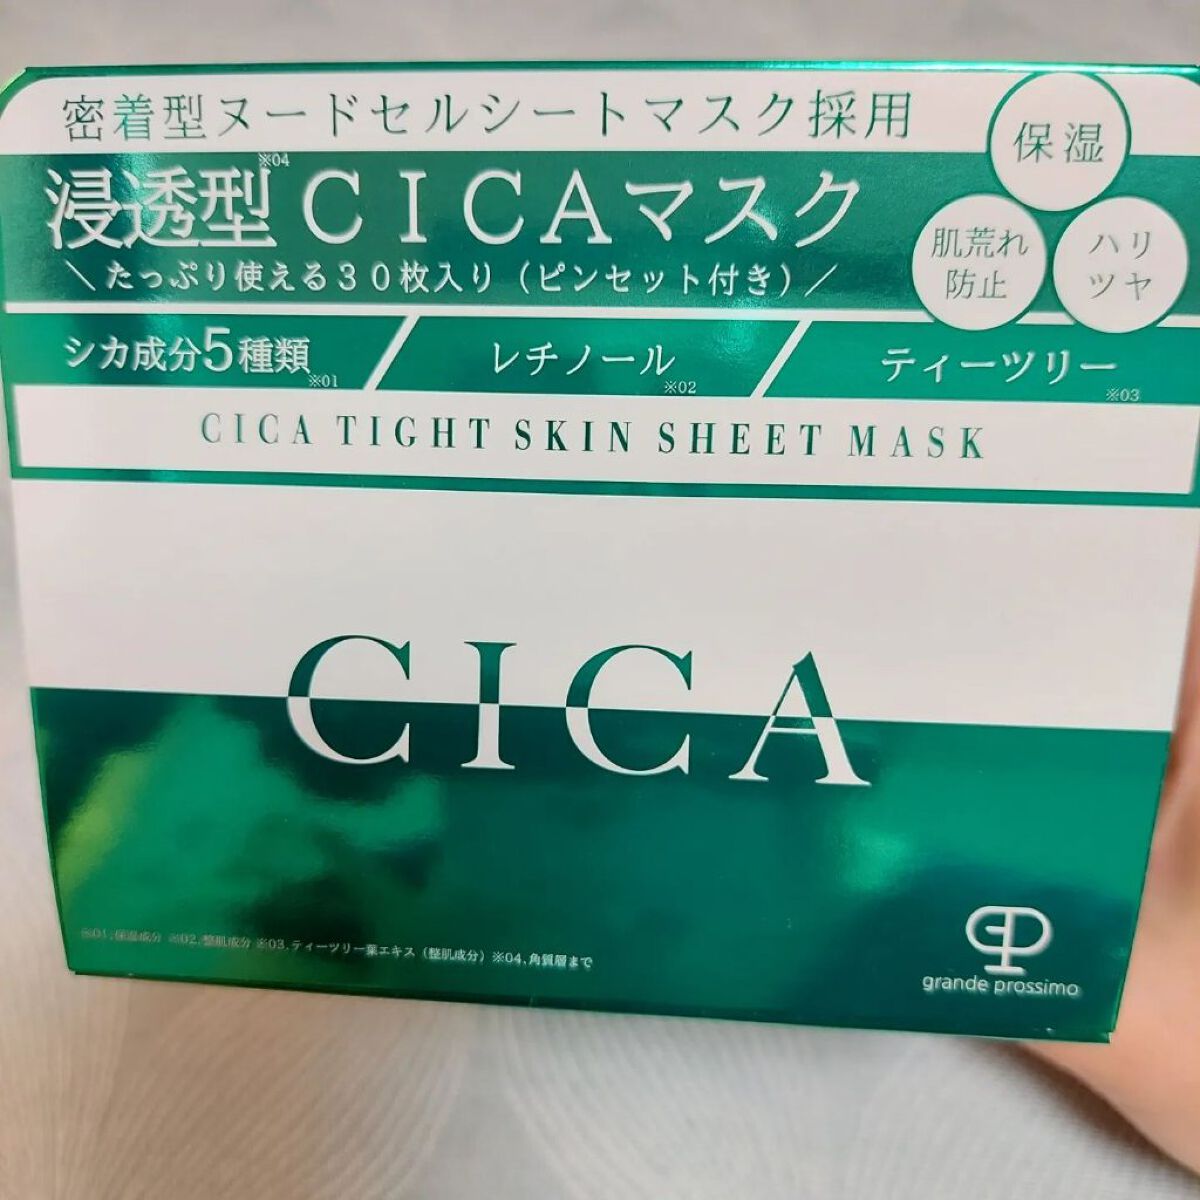 密着型ヌードセルシートマスク採用
浸透型※04 CICAマスク
＼たっぷり使える30枚入り（ピンセット付き）／
保湿
肌荒れ
防止
ハリ
ツヤ
シカ成分5種類※01
レチノール※02
ティーツリー※03
CICA TIGHT SKIN SHEET MASK
CICA
※01.保湿成分 ※02.整肌成分 ※03.ティーツリー葉エキス（整肌成分）※04.角質層まで
GP
grande prossimo